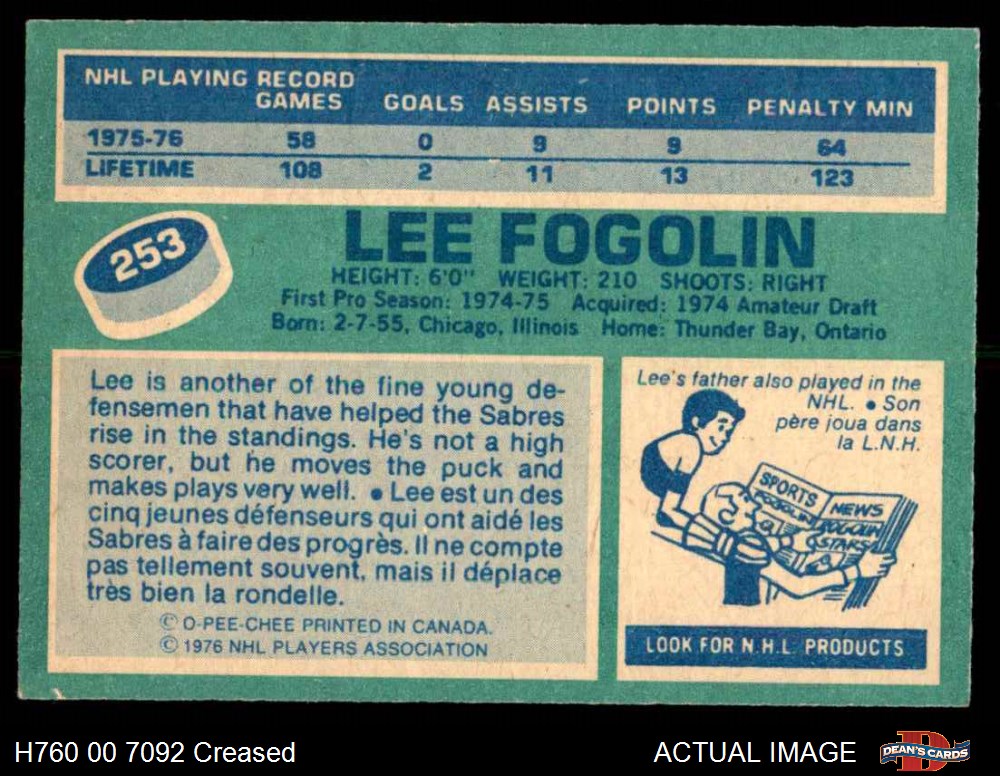 NHL PLAYING RECORD
GAMES GOALS ASSISTS POINTS PENALTY MIN
1975-76 58 0 9 9 64
LIFETIME 108 2 11 13 123
253
LEE FOGOLIN
HEIGHT: 6'0" WEIGHT: 210 SHOOTS: RIGHT
First Pro Season: 1974-75 Acquired: 1974 Amateur Draft
Born: 2-7-55, Chicago, Illinois Home: Thunder Bay, Ontario
Lee is another of the fine young de-
fensemen that have helped the Sabres
rise in the standings. He's not a high
scorer, but he moves the puck and
makes plays very well. • Lee est un des
cinq jeunes défenseurs qui ont aidé les
Sabres à faire des progrès. Il ne compte
pas tellement souvent, mais il déplace
très bien la rondelle.
© O-PEE-CHEE PRINTED IN CANADA.
© 1976 NHL PLAYERS ASSOCIATION
Lee's father also played in the
NHL. • Son
père joua dans
la L.N.H.
SPORTS NEWS
FOGOLIN FOGOLIN
STARS
LOOK FOR N.H.L. PRODUCTS
H760 00 7092 Creased
ACTUAL IMAGE
D
DEAN'S CARDS